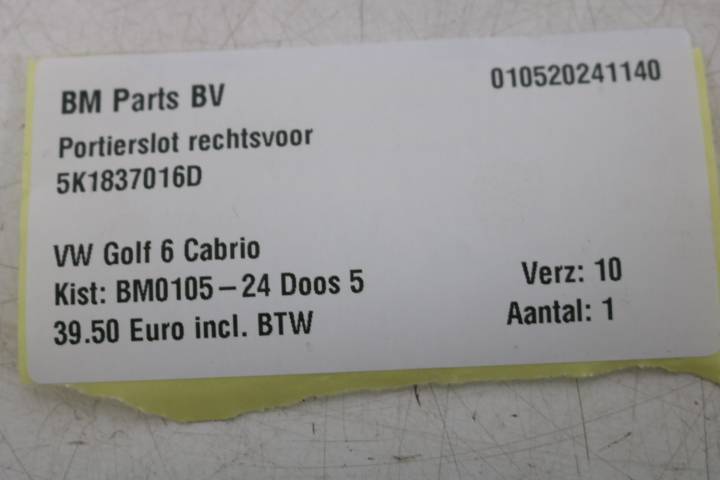 BM Parts BV
010520241140
Portierslot rechtsvoor
5K1837016D
VW Golf 6 Cabrio
Kist: BM0105-24 Doos 5
Verz: 10
39.50 Euro incl. BTW
Aantal: 1